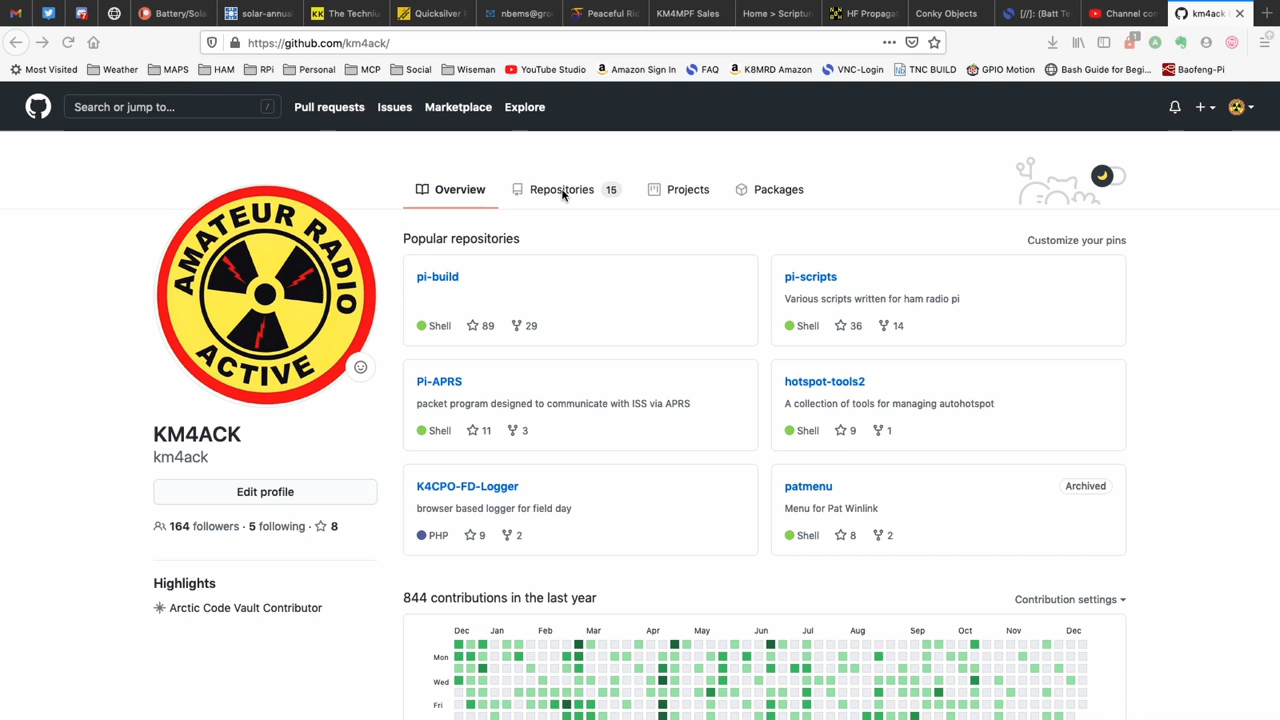 Battery/Sola
solar-annua
The Techniu
Quicksilver
nbems@gro
Peaceful Ri
KM4MPF Sales
Home > Scriptur
HF Propagat
Conky Objects
[//]: (Batt Te
Channel con
km4ack
https://github.com/km4ack/
Most Visited Weather MAPS HAM RPi Personal MCP Social Wiseman YouTube Studio Amazon Sign In FAQ K8MRD Amazon VNC-Login TNC BUILD GPIO Motion Bash Guide for Begi... Baofeng-Pi
Search or jump to... / Pull requests Issues Marketplace Explore
Overview Repositories 15 Projects Packages
AMATEUR RADIO
ACTIVE
KM4ACK
km4ack
Edit profile
164 followers · 5 following · 8
Highlights
Arctic Code Vault Contributor
Popular repositories
Customize your pins
pi-build
Shell 89 29
pi-scripts
Various scripts written for ham radio pi
Shell 36 14
Pi-APRS
packet program designed to communicate with ISS via APRS
Shell 11 3
hotspot-tools2
A collection of tools for managing autohotspot
Shell 9 1
K4CPO-FD-Logger
browser based logger for field day
PHP 9 2
patmenu
Archived
Menu for Pat Winlink
Shell 8 2
844 contributions in the last year
Contribution settings
Dec Jan Feb Mar Apr May Jun Jul Aug Sep Oct Nov Dec
Mon
Wed
Fri